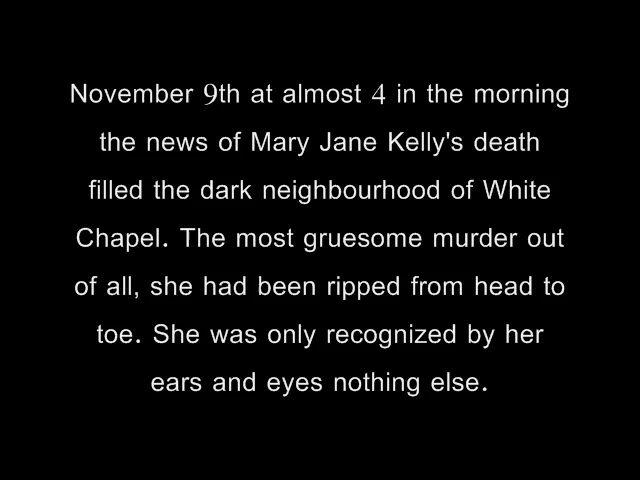 November 9th at almost 4 in the morning
the news of Mary Jane Kelly's death
filled the dark neighbourhood of White
Chapel. The most gruesome murder out
of all, she had been ripped from head to
toe. She was only recognized by her
ears and eyes nothing else.